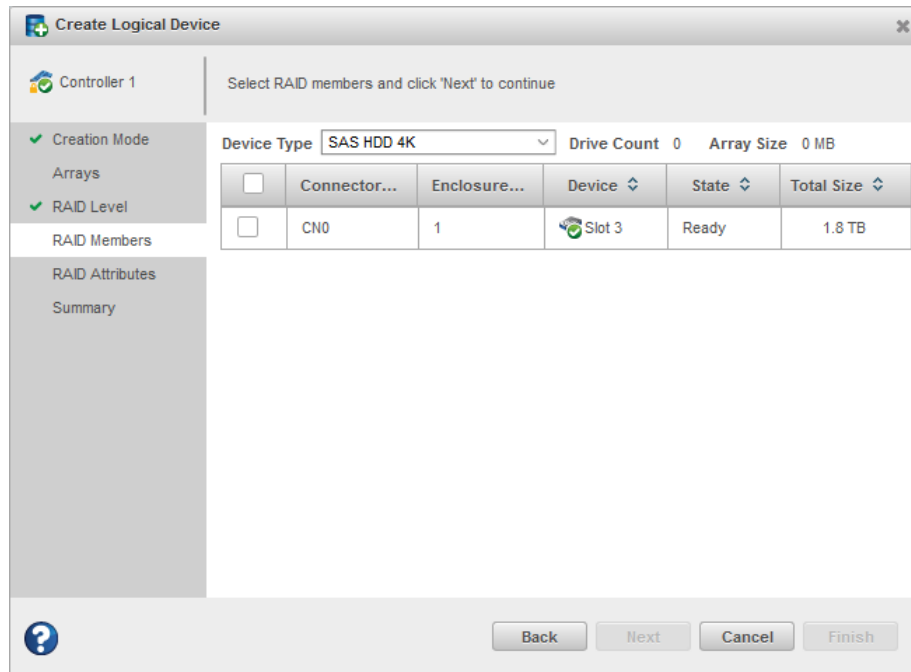 Create Logical Device
Controller 1
Select RAID members and click 'Next' to continue
Creation Mode
Arrays
RAID Level
RAID Members
RAID Attributes
Summary
Device Type SAS HDD 4K Drive Count 0 Array Size 0 MB
Connector... Enclosure... Device State Total Size
CN0 1 Slot 3 Ready 1.8 TB
? Back Next Cancel Finish